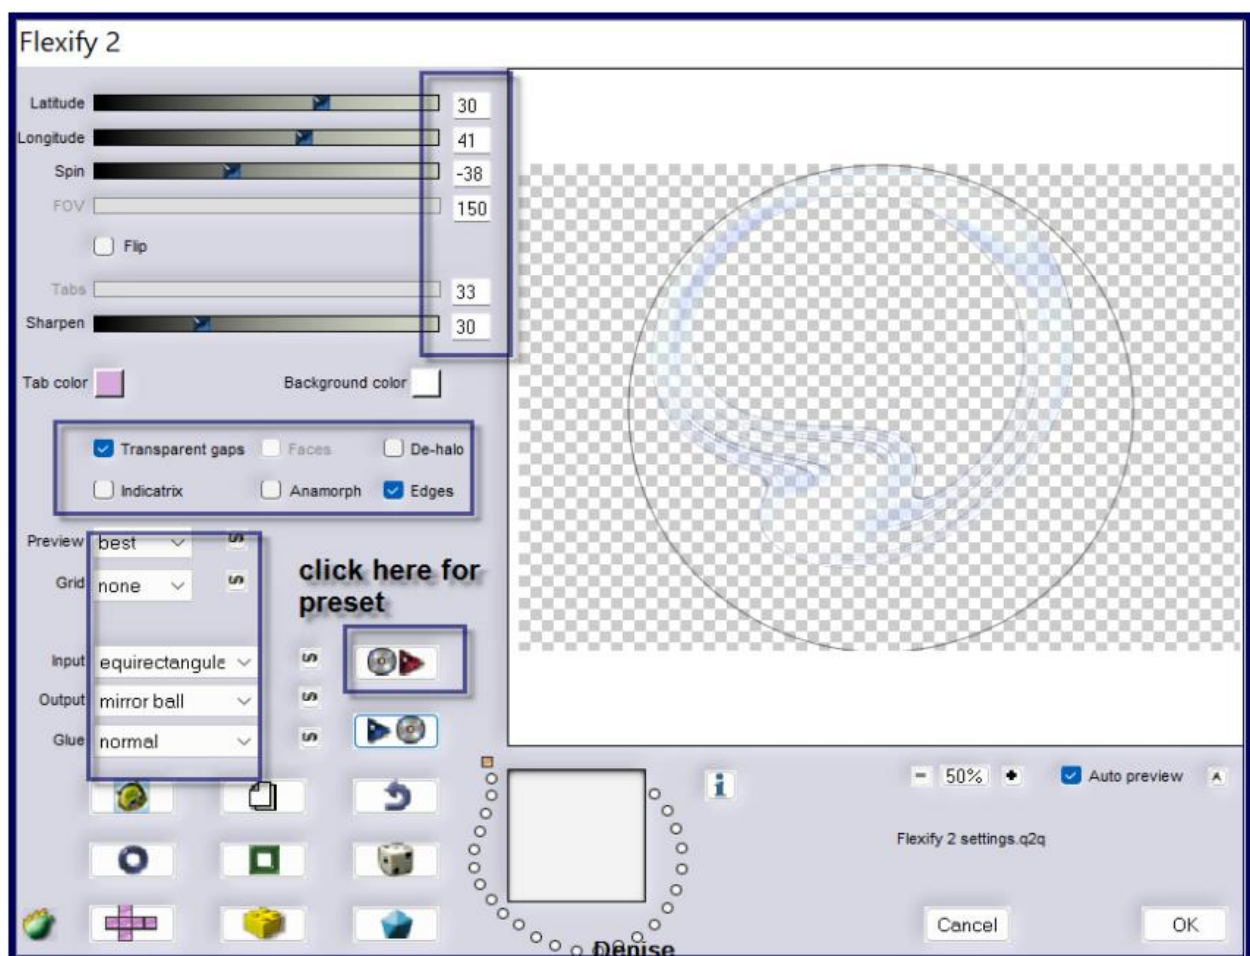 Flexify 2
Latitude 30
Longitude 41
Spin -38
FOV 150
Flip
Tabs 33
Sharpen 30
Tab color Background color
Transparent gaps Faces De-halo
Indicatrix Anamorph Edges
Preview best S
Grid none S
click here for
preset
Input equirectangula S
Output mirror ball S
Glue normal S
i
- 50% + Auto preview A
Flexify 2 settings.q2q
Cancel OK
Denise